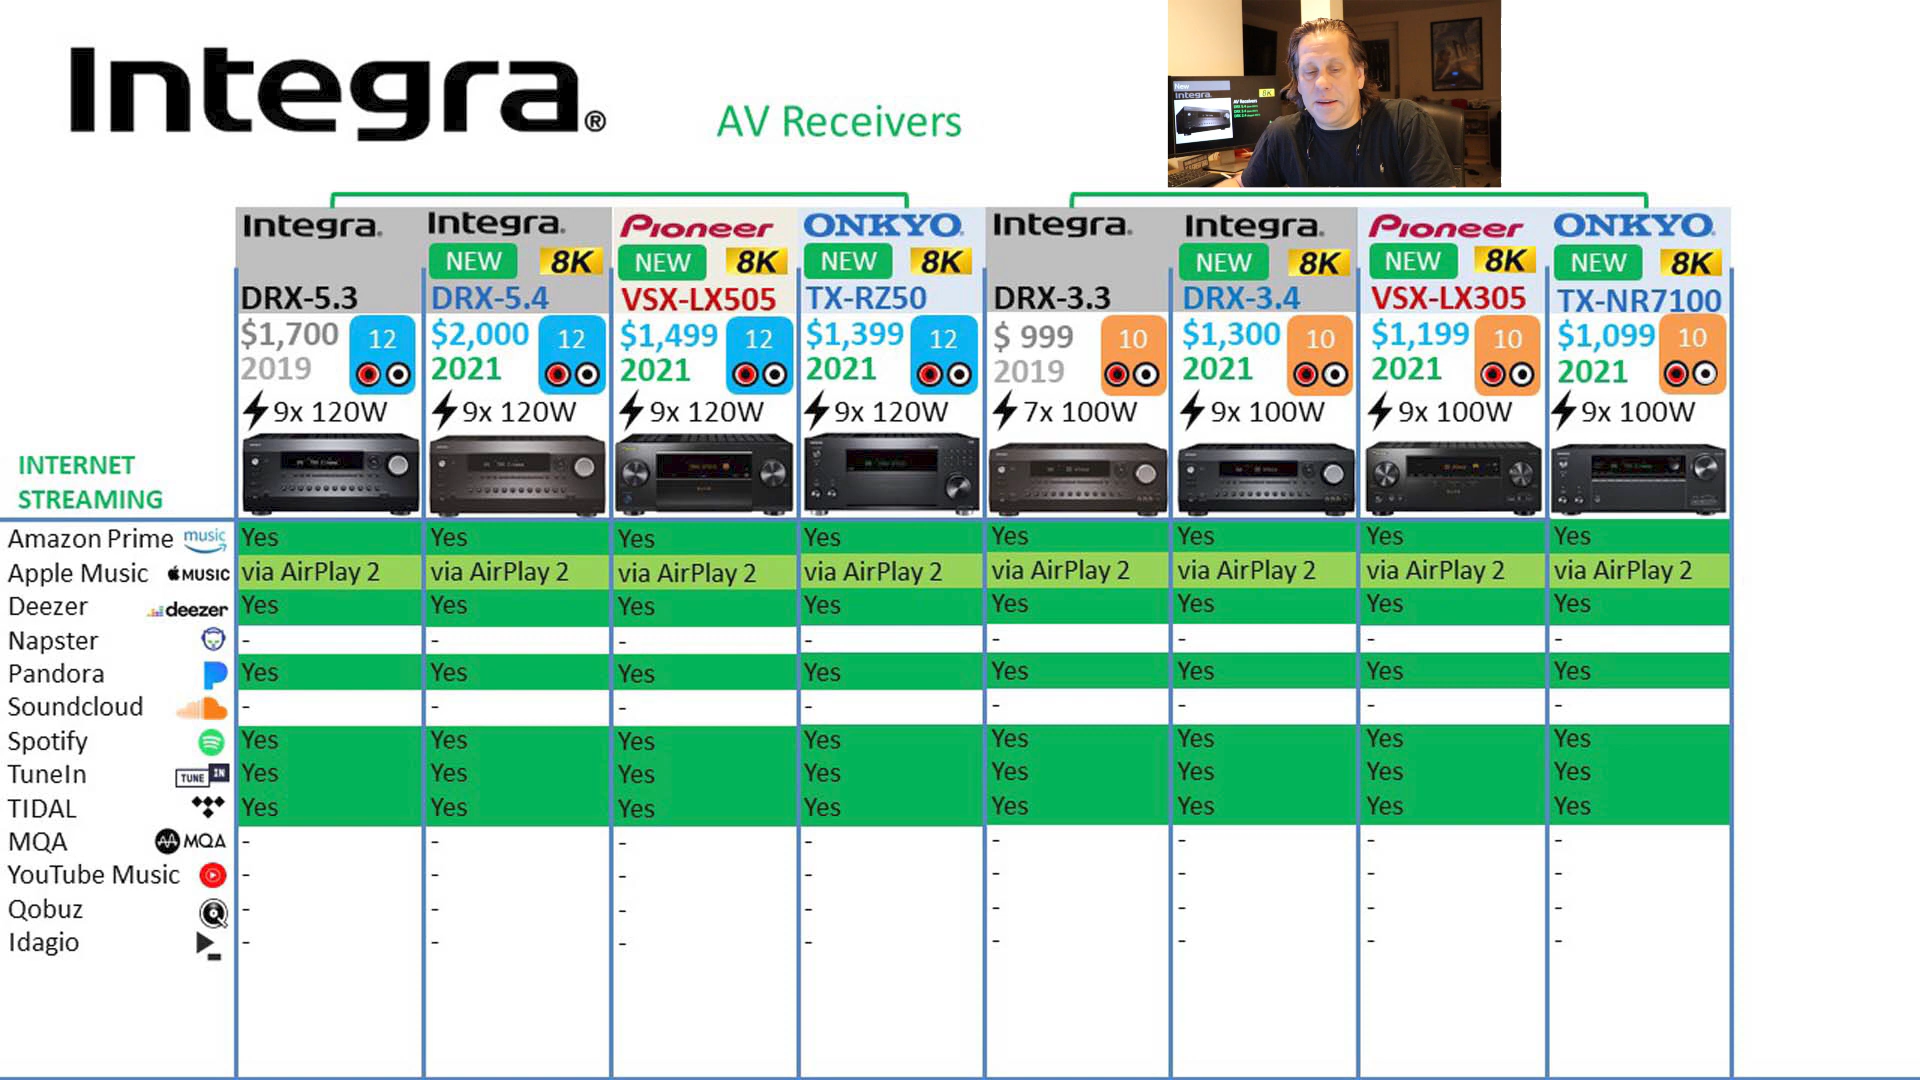 Integra®
AV Receivers
New
Integra
8K
AV Receivers
Integra. Integra. Pioneer ONKYO Integra. Integra. Pioneer ONKYO
NEW 8K NEW 8K NEW 8K NEW 8K NEW 8K NEW 8K
DRX-5.3 DRX-5.4 VSX-LX505 TX-RZ50 DRX-3.3 DRX-3.4 VSX-LX305 TX-NR7100
$1,700 12 $2,000 12 $1,499 12 $1,399 12 $ 999 10 $1,300 10 $1,199 10 $1,099 10
2019 2021 2021 2021 2019 2021 2021 2021
9x 120W 9x 120W 9x 120W 9x 120W 7x 100W 9x 100W 9x 100W 9x 100W
INTERNET
STREAMING
Amazon Prime music Yes Yes Yes Yes Yes Yes Yes Yes
Apple Music MUSIC via AirPlay 2 via AirPlay 2 via AirPlay 2 via AirPlay 2 via AirPlay 2 via AirPlay 2 via AirPlay 2 via AirPlay 2
Deezer deezer Yes Yes Yes Yes Yes Yes Yes Yes
Napster - - - - - - - -
Pandora Yes Yes Yes Yes Yes Yes Yes Yes
Soundcloud - - - - - - - -
Spotify Yes Yes Yes Yes Yes Yes Yes Yes
TuneIn TUNE IN Yes Yes Yes Yes Yes Yes Yes Yes
TIDAL Yes Yes Yes Yes Yes Yes Yes Yes
MQA MQA - - - - - - - -
YouTube Music - - - - - - - -
Qobuz - - - - - - - -
Idagio - - - - - - - -